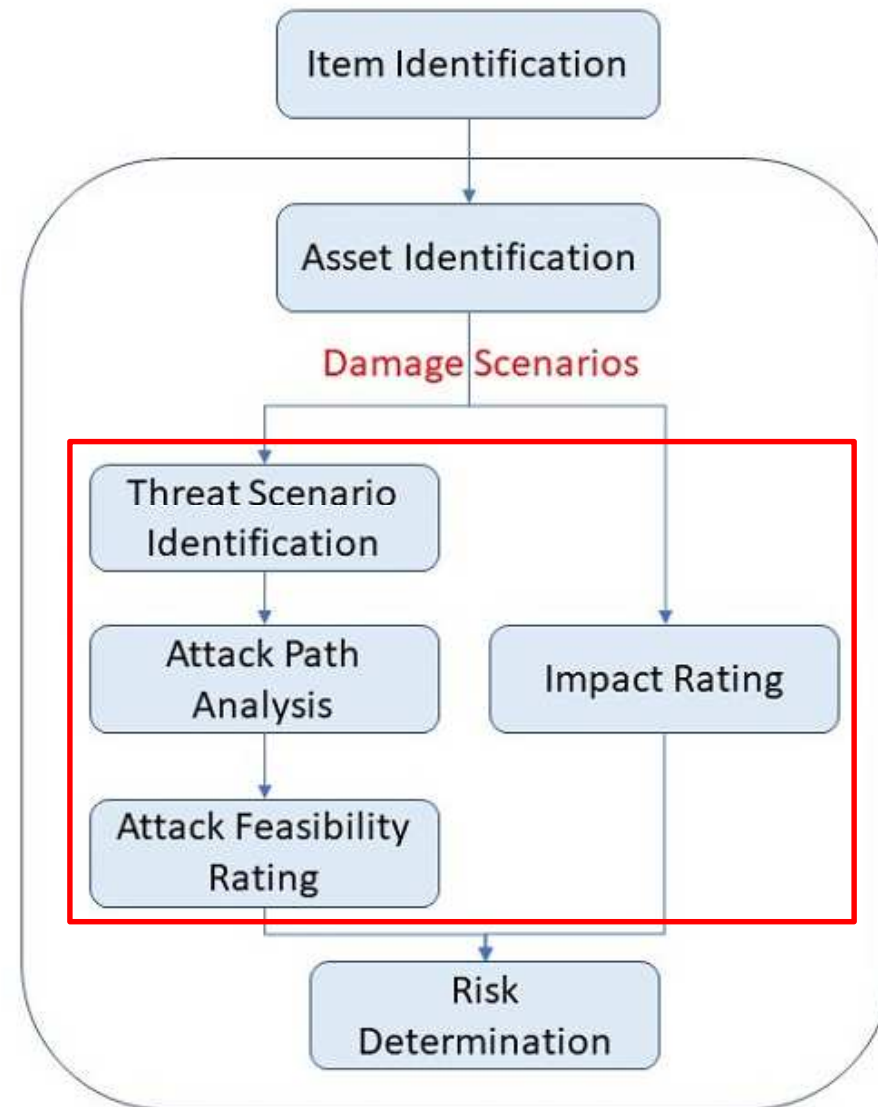 Item Identification
Asset Identification
Damage Scenarios
Threat Scenario
Identification
Attack Path
Analysis
Impact Rating
Attack Feasibility
Rating
Risk
Determination